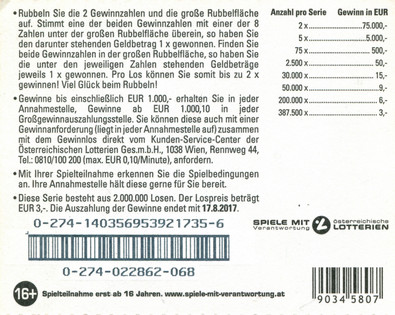 • Rubbeln Sie die 2 Gewinnzahlen und die große Rubbelfläche
auf. Stimmt eine der beiden Gewinnzahlen mit einer der 8
Zahlen unter der großen Rubbelfläche überein, so haben Sie
den darunter stehenden Geldbetrag 1 x gewonnen. Finden Sie
beide Gewinnzahlen in der großen Rubbelfläche, so haben
Sie die unter den jeweiligen Zahlen stehenden Geldbeträge
jeweils 1 x gewonnen. Pro Los können Sie somit bis zu 2 x
gewinnen! Viel Glück beim Rubbeln!
• Gewinne bis einschließlich EUR 1.000,- erhalten Sie in jeder
Annahmestelle, Gewinne ab EUR 1.000,10 in jeder
Großgewinnauszahlungsstelle. Sie können diese auch mit einer
Gewinnanforderung (liegt in jeder Annahmestelle auf) zusammen
mit dem Gewinnlos direkt vom Kunden-Service-Center der
Österreichischen Lotterien Ges.m.b.H., 1038 Wien, Rennweg 44,
Tel.: 0810/100 200 (max. EUR 0,10/Minute), anfordern.
• Mit Ihrer Spielteilnahme erkennen Sie die Spielbedingungen
an. Ihre Annahmestelle hält diese gerne für Sie bereit.
• Diese Serie besteht aus 2.000.000 Losen. Der Lospreis beträgt
EUR 3,-. Die Auszahlung der Gewinne endet mit 17.8.2017.
0-274-140356953921735-6
0-274-022862-068
16+ Spielteilnahme erst ab 16 Jahren. www.spiele-mit-verantwortung.at
Anzahl pro Serie Gewinn in EUR
2 x 75.000,-
5 x 5.000,-
75 x 500,-
2.500 x 50,-
30.000 x 15,-
50.000 x 9,-
200.000 x 6,-
387.500 x 3,-
SPIELE MIT
Verantwortung
österreichische
LOTTERIEN
9034 5807